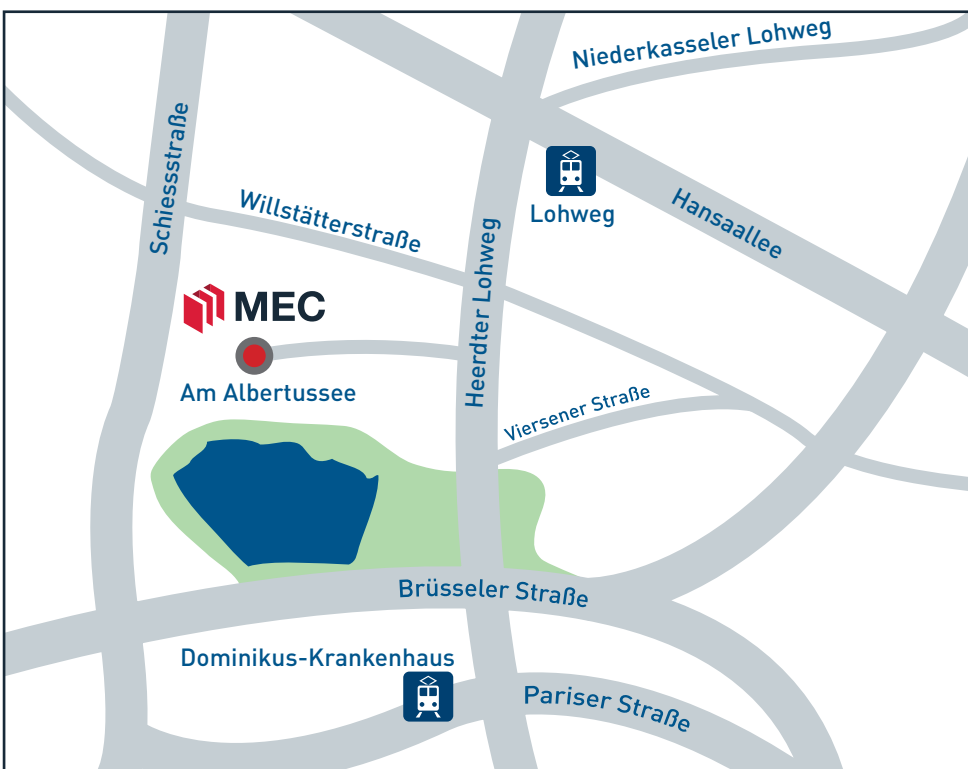 Niederkasseler Lohweg
Schiessstraße
Lohweg
Willstätterstraße
Hansaallee
Heerdter Lohweg
MEC
Am Albertussee
Viersener Straße
Brüsseler Straße
Dominikus-Krankenhaus
Pariser Straße